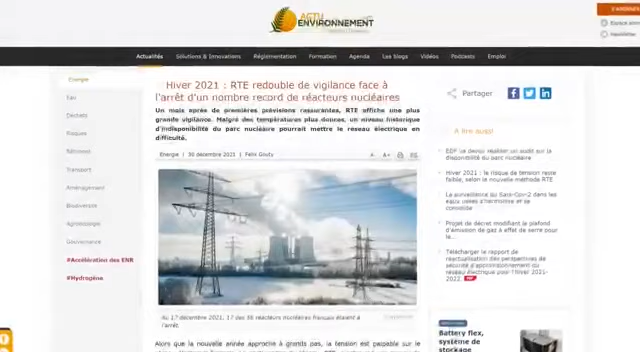 ACTU
ENVIRONNEMENT
Actualités Solutions & Innovations Réglementation Formation Agenda Les blogs Vidéos Podcasts Emploi
Energie
Eau
Déchets
Risques
Bâtiment
Transport
Aménagement
Biodiversité
Agroécologie
Gouvernance
#Accélération des ENR
#Hydrogène
Hiver 2021 : RTE redouble de vigilance face à
l'arrêt d'un nombre record de réacteurs nucléaires
Un mois après de premières prévisions rassurantes, RTE affiche une plus
grande vigilance. Malgré des températures plus douces, un niveau historique
d'indisponibilité du parc nucléaire pourrait mettre le réseau électrique en
difficulté.
Energie | 30 décembre 2021 | Félix Gouty
A- A+
Au 17 décembre 2021, 17 des 56 réacteurs nucléaires français étaient à
l'arrêt.
Alors que la nouvelle année approche à grands pas, la tension est palpable sur le
Partager
A lire aussi
EDF va devoir réaliser un audit sur la
disponibilité du parc nucléaire
Hiver 2021 : le risque de tension reste
faible, selon la nouvelle méthode RTE
La surveillance du Sars-Cov-2 dans les
eaux usées s'harmonise et se
consolide
Projet de décret modifiant le plafond
d'émission de gaz à effet de serre pour
le...
Télécharger le rapport de
réactualisation des perspectives de
sécurité d'approvisionnement du
réseau électrique pour l'hiver 2021-
2022.
Battery flex,
système de
stockage